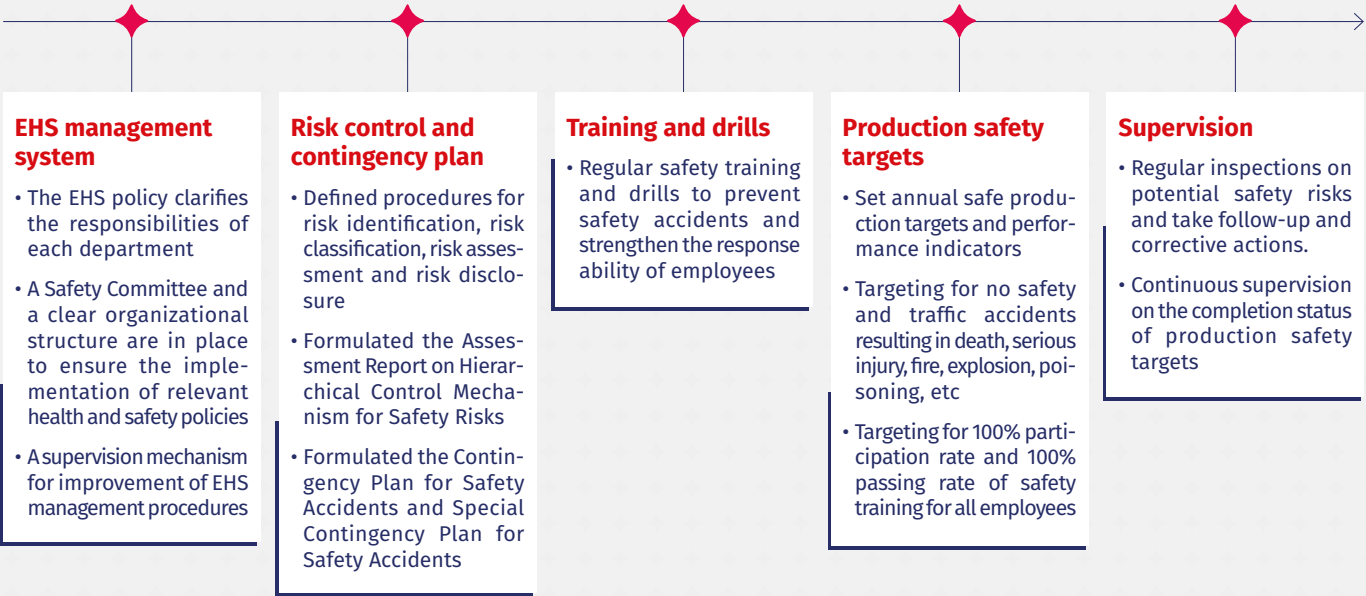 EHS management
system
• The EHS policy clarifies
the responsibilities of
each department
• A Safety Committee and
a clear organizational
structure are in place
to ensure the imple-
mentation of relevant
health and safety policies
• A supervision mechanism
for improvement of EHS
management procedures
Risk control and
contingency plan
• Defined procedures for
risk identification, risk
classification, risk asses-
sment and risk disclo-
sure
• Formulated the Asses-
sment Report on Hierar-
chical Control Mecha-
nism for Safety Risks
• Formulated the Contin-
gency Plan for Safety
Accidents and Special
Contingency Plan for
Safety Accidents
Training and drills
• Regular safety training
and drills to prevent
safety accidents and
strengthen the response
ability of employees
Production safety
targets
• Set annual safe produ-
ction targets and perfor-
mance indicators
• Targeting for no safety
and traffic accidents
resulting in death, serious
injury, fire, explosion, poi-
soning, etc
• Targeting for 100% parti-
cipation rate and 100%
passing rate of safety
training for all employees
Supervision
• Regular inspections on
potential safety risks
and take follow-up and
corrective actions.
• Continuous supervision
on the completion status
of production safety
targets